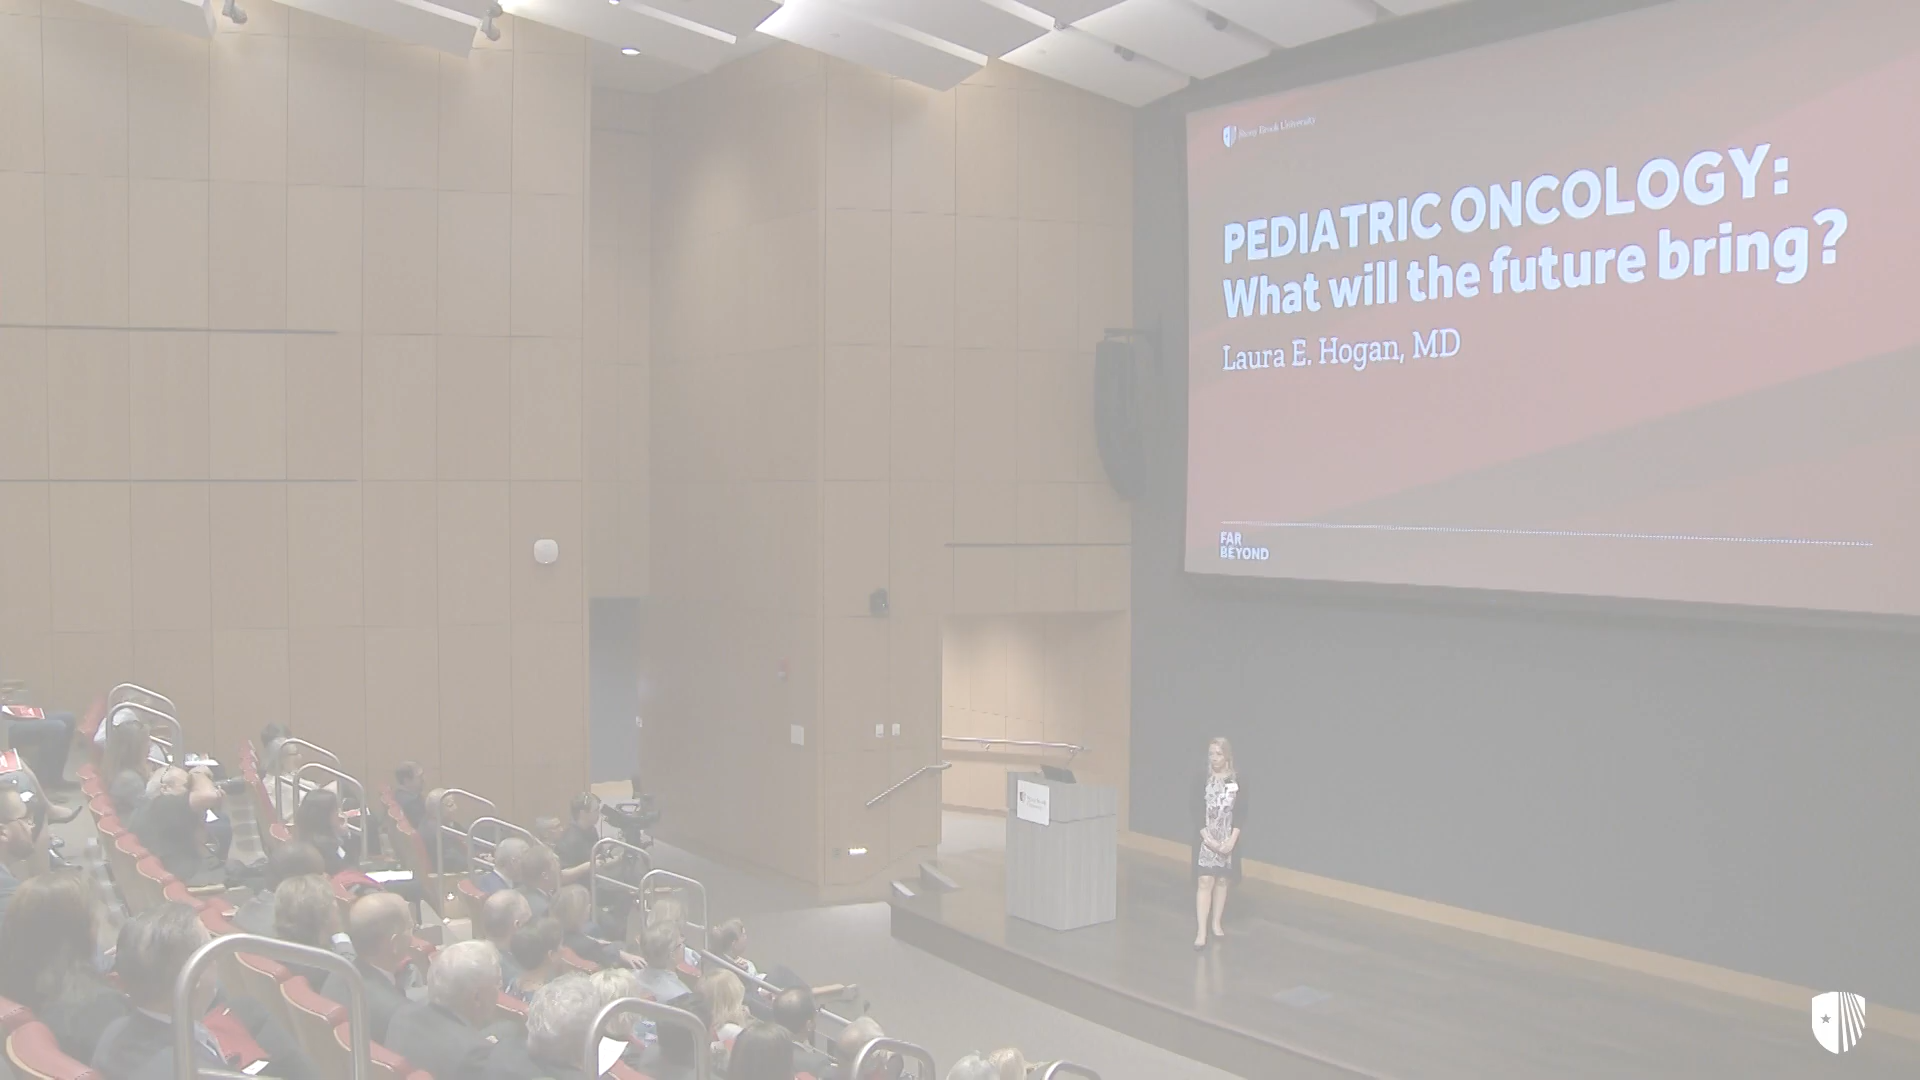 Stony Brook University
PEDIATRIC ONCOLOGY:
What will the future bring?
Laura E. Hogan, MD
FAR
BEYOND